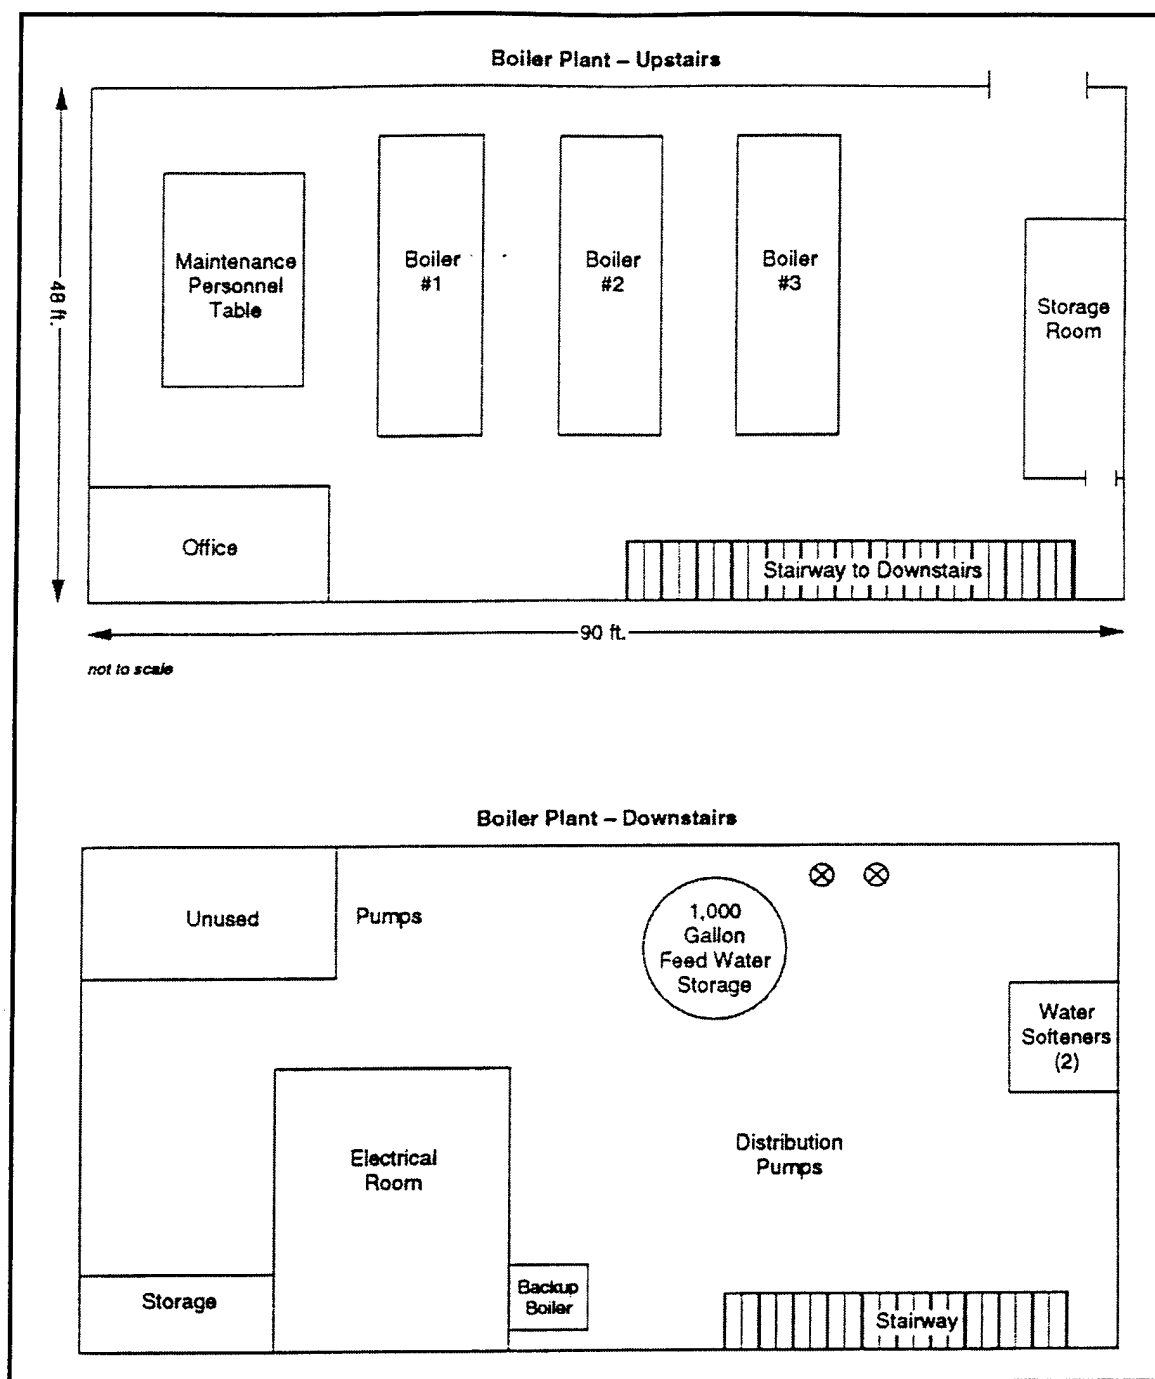 Boiler Plant – Upstairs
48 ft.
Maintenance
Personnel
Table
Boiler
#1
Boiler
#2
Boiler
#3
Storage
Room
Office
Stairway to Downstairs
90 ft.
not to scale
Boiler Plant – Downstairs
Unused
Pumps
1,000
Gallon
Feed Water
Storage
Water
Softeners
(2)
Electrical
Room
Distribution
Pumps
Storage
Backup
Boiler
Stairway